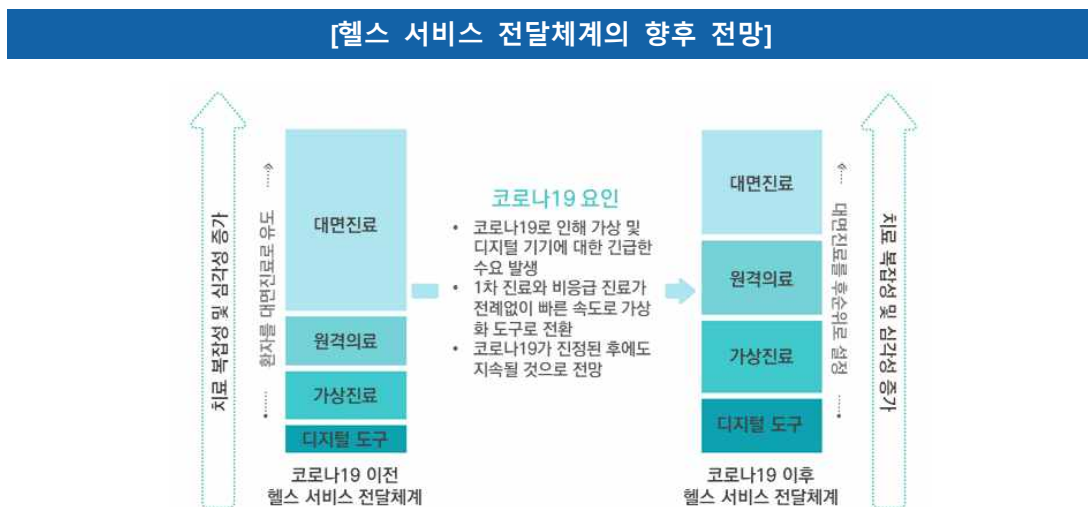 [헬스 서비스 전달체계의 향후 전망]
치료 복잡성 및 심각성 증가
환자를 대면진료로 유도
대면진료
원격의료
가상진료
디지털 도구
코로나19 이전
헬스 서비스 전달체계
코로나19 요인
• 코로나19로 인해 가상 및
디지털 기기에 대한 긴급한
수요 발생
• 1차 진료와 비응급 진료가
전례없이 빠른 속도로 가상
화 도구로 전환
• 코로나19가 진정된 후에도
지속될 것으로 전망
대면진료
원격의료
가상진료
디지털 도구
코로나19 이후
헬스 서비스 전달체계
대면진료를 후순위로 설정
치료 복잡성 및 심각성 증가